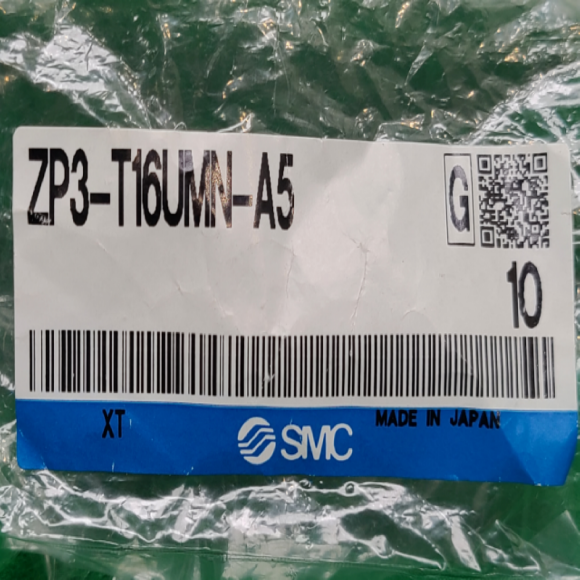 ZP3-T16UMN-A5
G
10
XT
SMC
MADE IN JAPAN